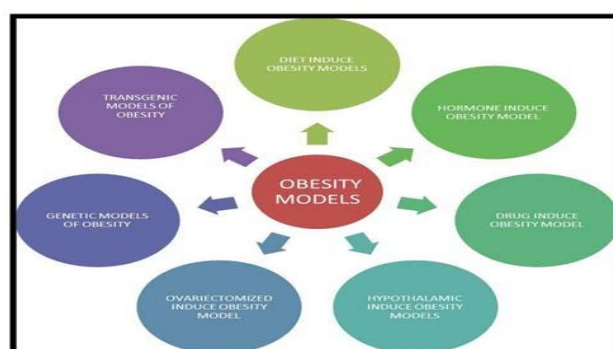 DIET INDUCE
OBESITY MODELS
HORMONE INDUCE
OBESITY MODEL
DRUG INDUCE
OBESITY MODEL
HYPOTHALAMIC
INDUCE OBESITY
MODELS
OVARIECTOMIZED
INDUCE OBESITY
MODEL
GENETIC MODELS
OF OBESITY
TRANSGENIC
MODELS OF
OBESITY
OBESITY
MODELS